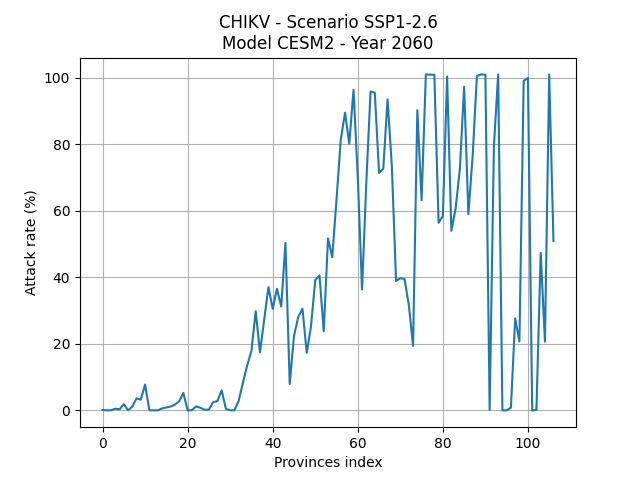 CHIKV - Scenario SSP1-2.6
Model CESM2 - Year 2060
Attack rate (%)
100
80
60
40
20
0
0 20 40 60 80 100
Provinces index